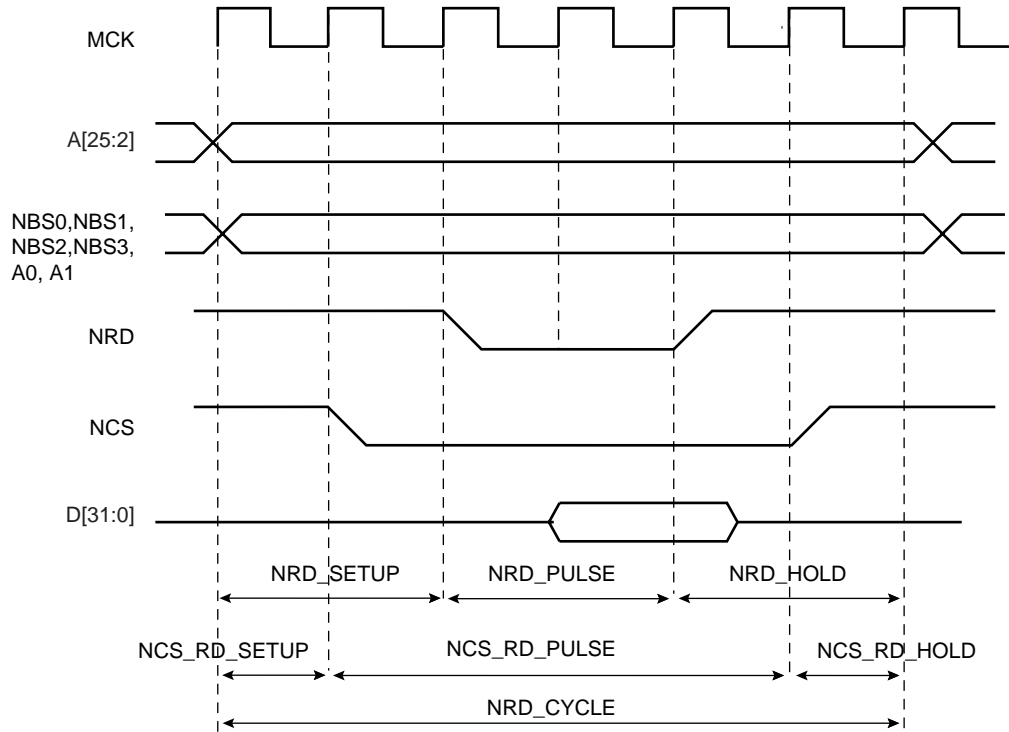 MCK
A[25:2]
NBS0,NBS1,
NBS2,NBS3,
A0, A1
NRD
NCS
D[31:0]
NRD_SETUP NRD_PULSE NRD_HOLD
NCS_RD_SETUP NCS_RD_PULSE NCS_RD_HOLD
NRD_CYCLE